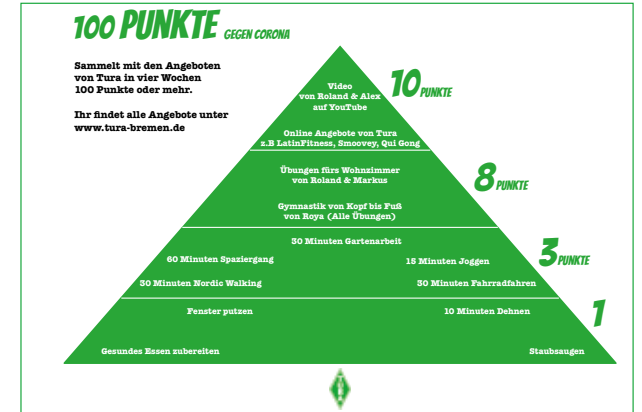 100 PUNKTE GEGEN CORONA
Sammelt mit den Angeboten
von Tura in vier Wochen
100 Punkte oder mehr.
Ihr findet alle Angebote unter
www.tura-bremen.de
Video
von Roland & Alex
auf YouTube
10 PUNKTE
Online Angebote von Tura
z.B LatinFitness, Smoovey, Qui Gong
Übungen fürs Wohnzimmer
von Roland & Markus
8 PUNKTE
Gymnastik von Kopf bis Fuß
von Roya (Alle Übungen)
30 Minuten Gartenarbeit
60 Minuten Spaziergang
15 Minuten Joggen
3 PUNKTE
30 Minuten Nordic Walking
30 Minuten Fahrradfahren
1
Fenster putzen
10 Minuten Dehnen
Gesundes Essen zubereiten
Staubsaugen